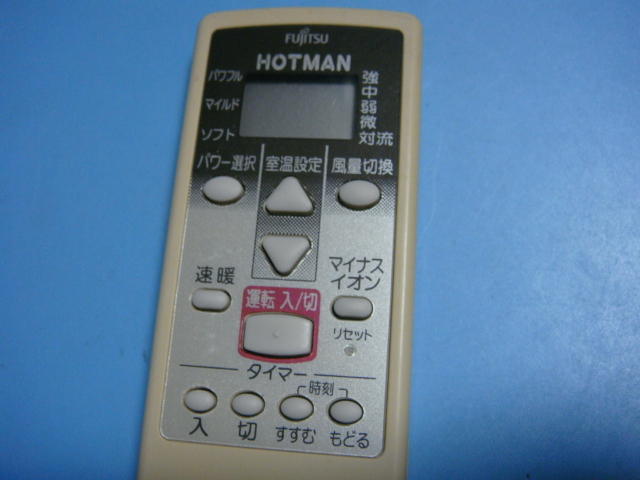 FUJITSU
HOTMAN
パワフル
マイルド
ソフト
強
中
弱
微
対流
パワー選択
室温設定
風量切換
速暖
マイナス
イオン
運転 入/切
リセット
タイマー
時刻
入
切
すすむ
もどる